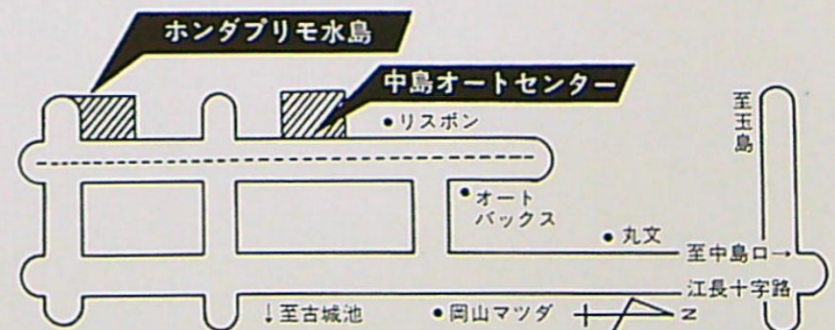 ホンダプリモ水島
中島オートセンター
●リスボン
至玉島
●オート
バックス
●丸文
至中島口→
江長十字路
↓至古城池
●岡山マツダ
N